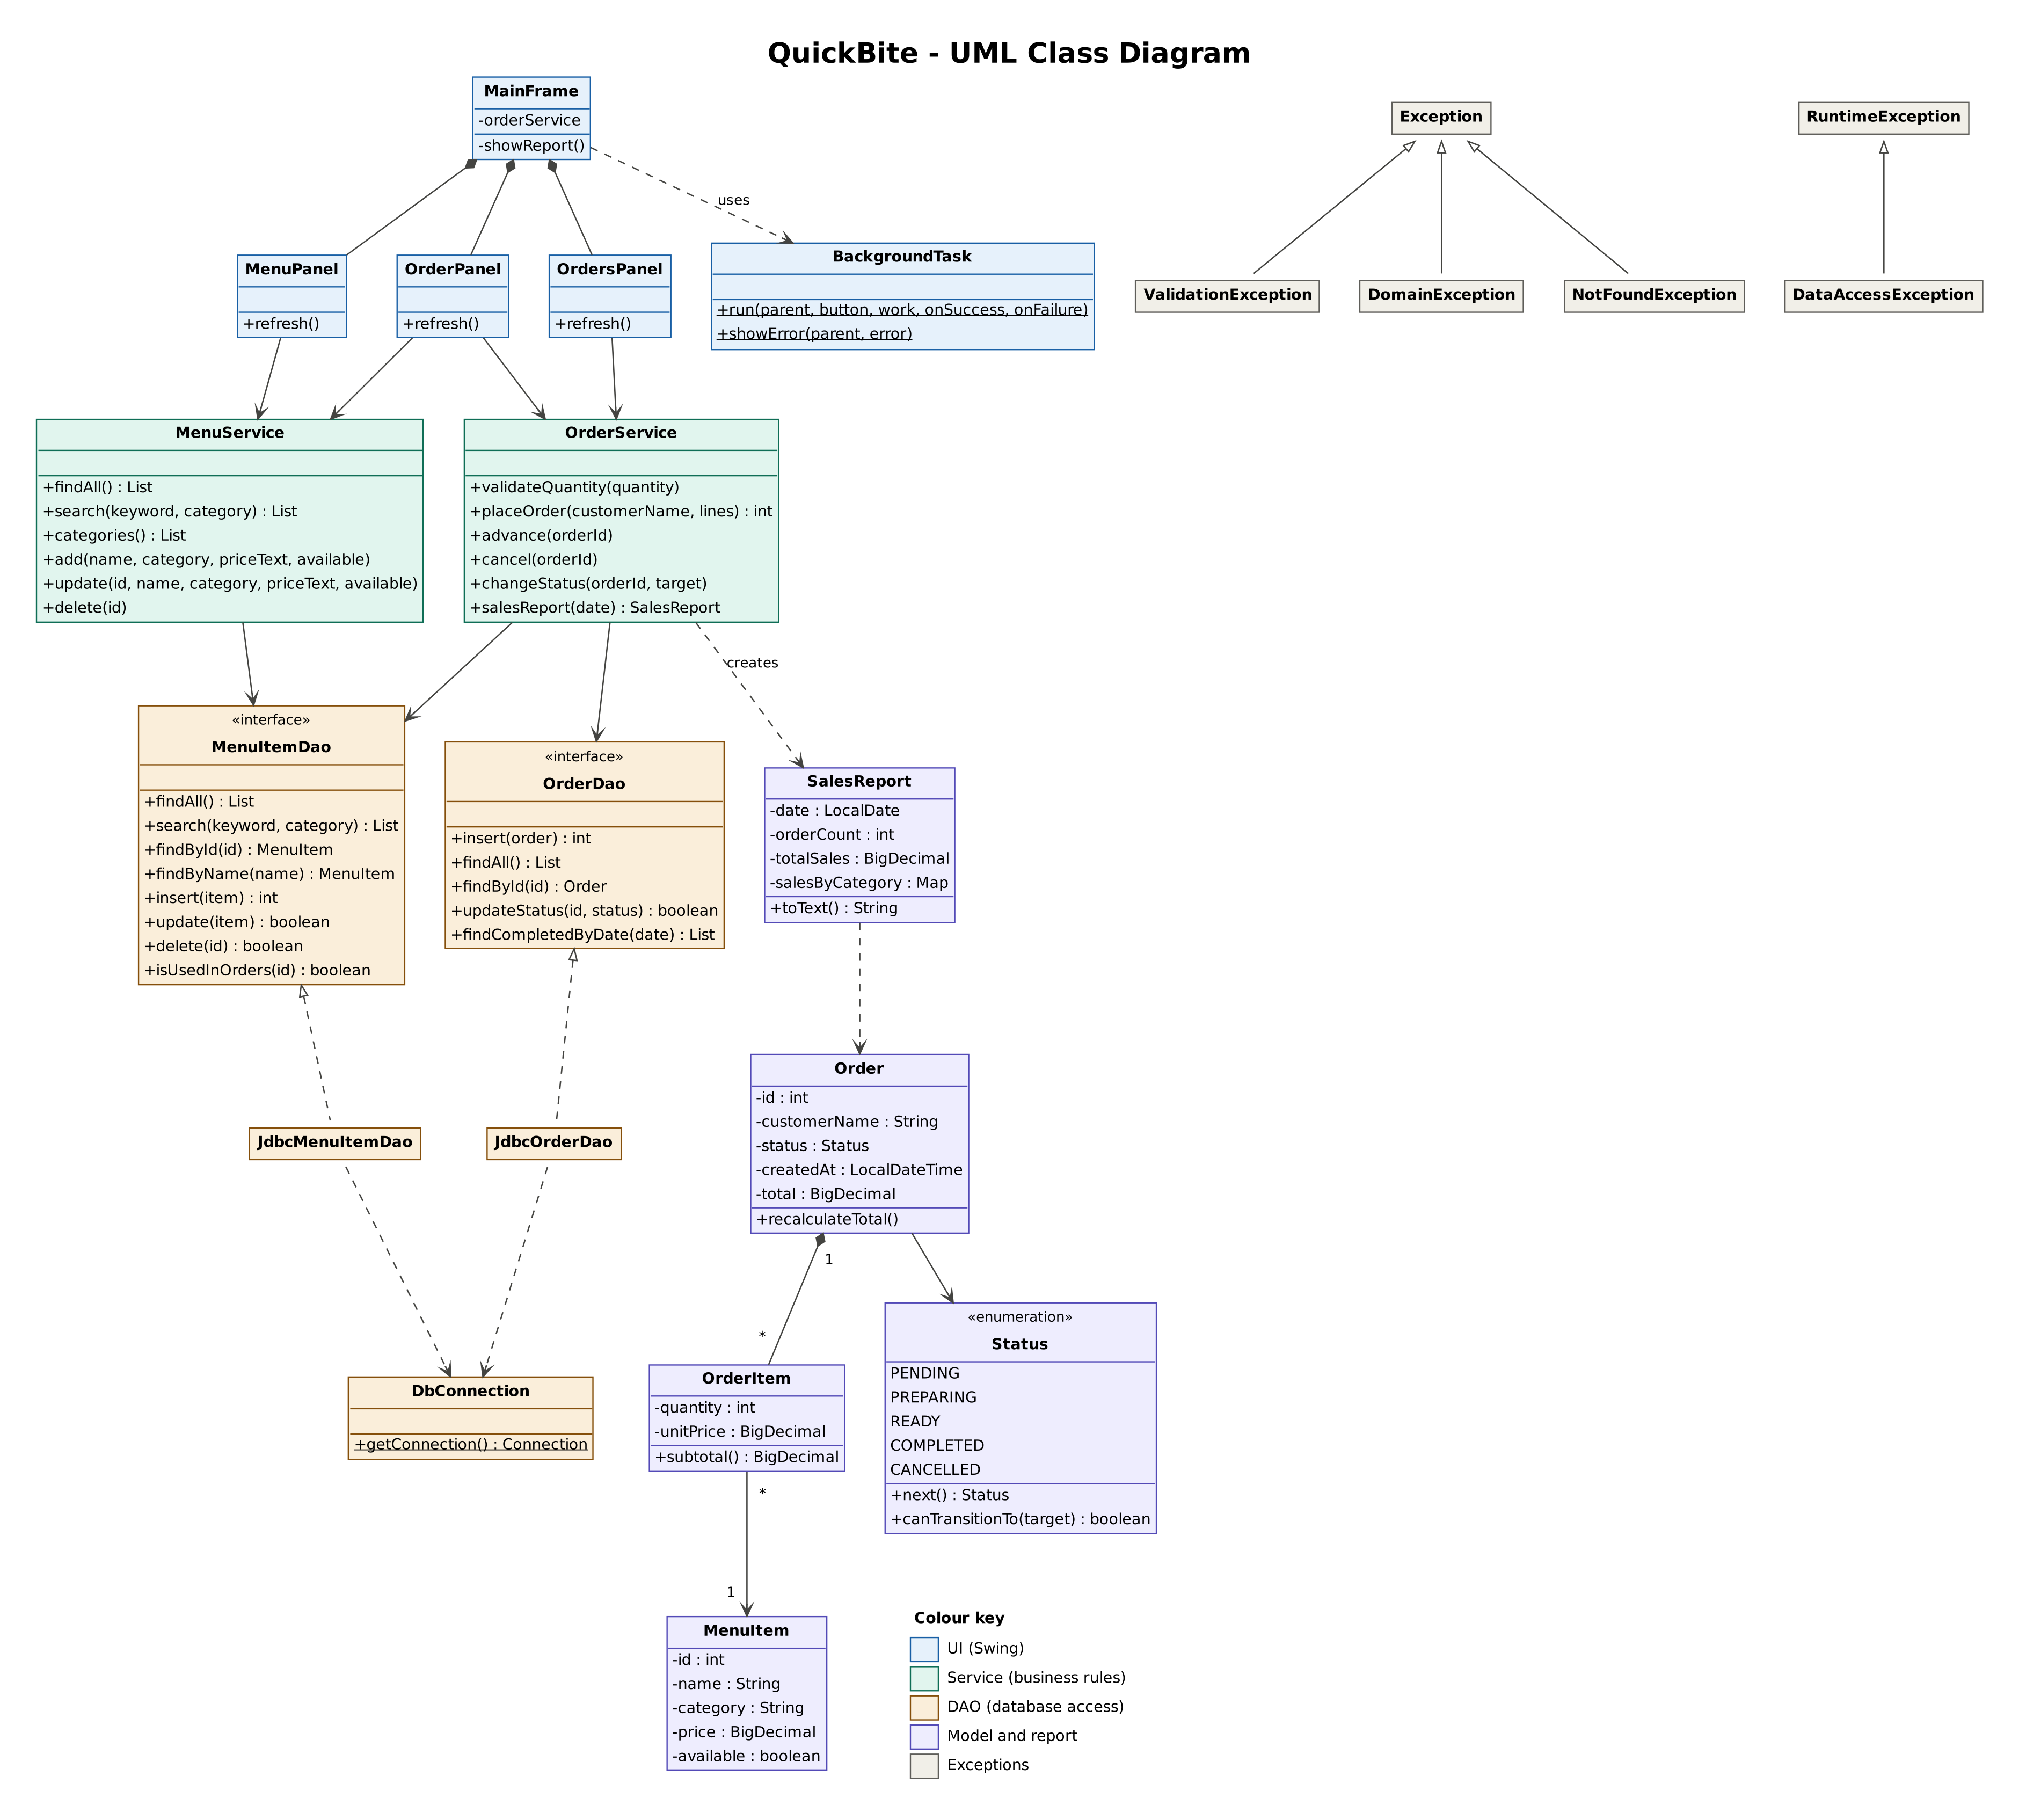 QuickBite - UML Class Diagram
MainFrame
-orderService
-showReport()
Exception
RuntimeException
uses
MenuPanel
+refresh()
OrderPanel
+refresh()
OrdersPanel
+refresh()
BackgroundTask
+run(parent, button, work, onSuccess, onFailure)
+showError(parent, error)
ValidationException
DomainException
NotFoundException
DataAccessException
MenuService
+findAll() : List
+search(keyword, category) : List
+categories() : List
+add(name, category, priceText, available)
+update(id, name, category, priceText, available)
+delete(id)
OrderService
+validateQuantity(quantity)
+placeOrder(customerName, lines) : int
+advance(orderId)
+cancel(orderId)
+changeStatus(orderId, target)
+salesReport(date) : SalesReport
creates
«interface»
MenuItemDao
+findAll() : List
+search(keyword, category) : List
+findById(id) : MenuItem
+findByName(name) : MenuItem
+insert(item) : int
+update(item) : boolean
+delete(id) : boolean
+isUsedInOrders(id) : boolean
«interface»
OrderDao
+insert(order) : int
+findAll() : List
+findById(id) : Order
+updateStatus(id, status) : boolean
+findCompletedByDate(date) : List
SalesReport
-date : LocalDate
-orderCount : int
-totalSales : BigDecimal
-salesByCategory : Map
+toText() : String
JdbcMenuItemDao
JdbcOrderDao
Order
-id : int
-customerName : String
-status : Status
-createdAt : LocalDateTime
-total : BigDecimal
+recalculateTotal()
1
*
DbConnection
+getConnection() : Connection
OrderItem
-quantity : int
-unitPrice : BigDecimal
+subtotal() : BigDecimal
«enumeration»
Status
PENDING
PREPARING
READY
COMPLETED
CANCELLED
+next() : Status
+canTransitionTo(target) : boolean
*
1
MenuItem
-id : int
-name : String
-category : String
-price : BigDecimal
-available : boolean
Colour key
UI (Swing)
Service (business rules)
DAO (database access)
Model and report
Exceptions